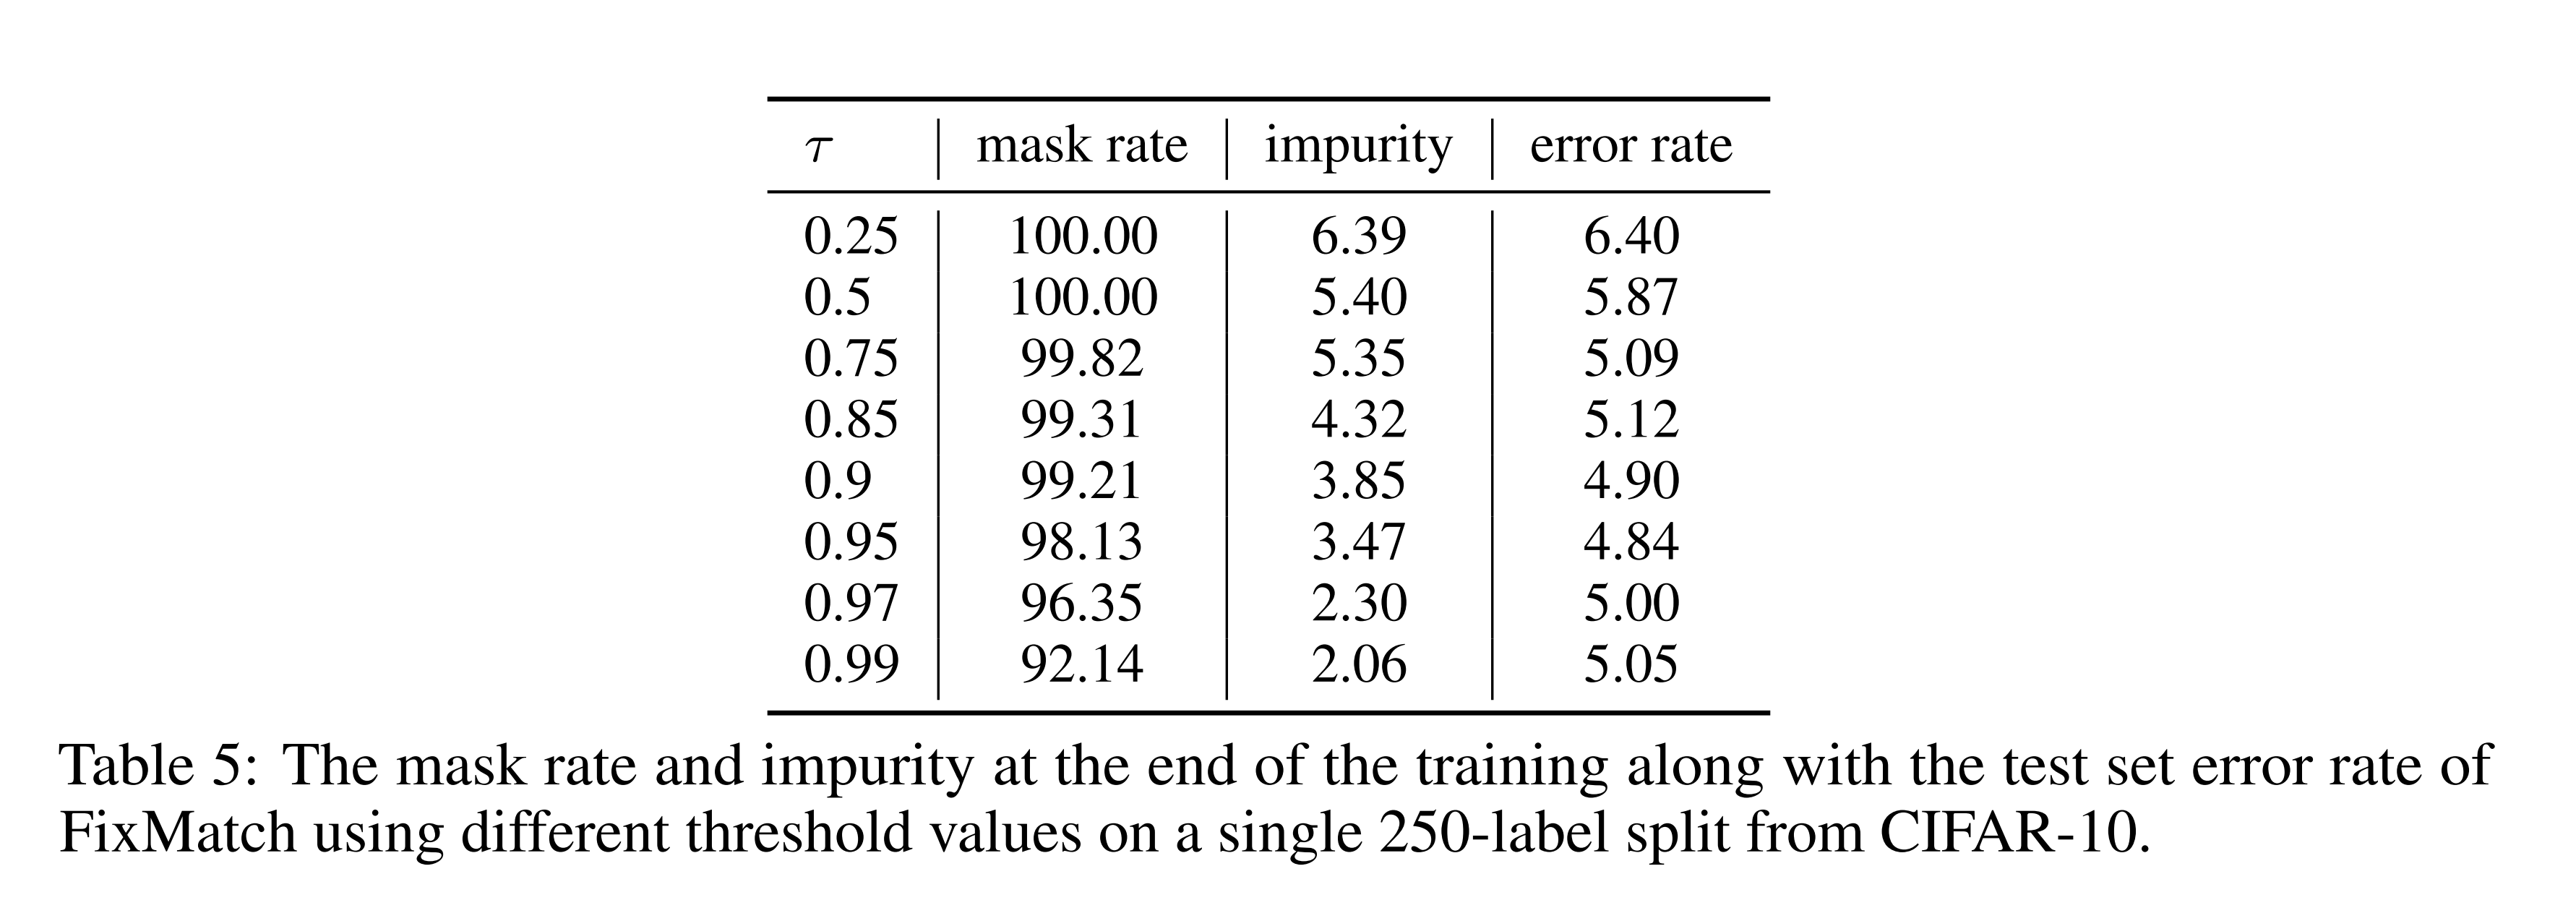 τ mask rate impurity error rate
0.25 100.00 6.39 6.40
0.5 100.00 5.40 5.87
0.75 99.82 5.35 5.09
0.85 99.31 4.32 5.12
0.9 99.21 3.85 4.90
0.95 98.13 3.47 4.84
0.97 96.35 2.30 5.00
0.99 92.14 2.06 5.05
Table 5: The mask rate and impurity at the end of the training along with the test set error rate of
FixMatch using different threshold values on a single 250-label split from CIFAR-10.